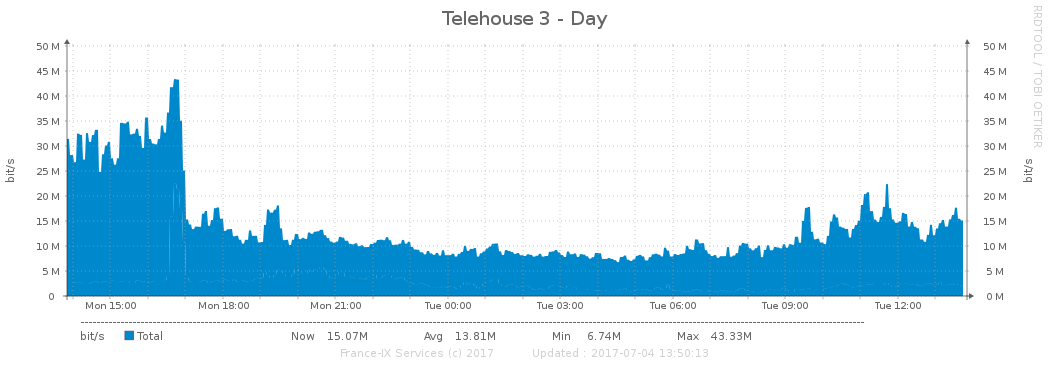 Telehouse 3 - Day
RRDTOOL / TOBI OETIKER
bit/s
50 M 50 M
45 M 45 M
40 M 40 M
35 M 35 M
30 M 30 M
25 M 25 M
20 M 20 M
15 M 15 M
10 M 10 M
5 M 5 M
0 0 M
bit/s
Mon 15:00 Mon 18:00 Mon 21:00 Tue 00:00 Tue 03:00 Tue 06:00 Tue 09:00 Tue 12:00
bit/s Total Now 15.07M Avg 13.81M Min 6.74M Max 43.33M
France-IX Services (c) 2017 Updated : 2017-07-04 13:50:13